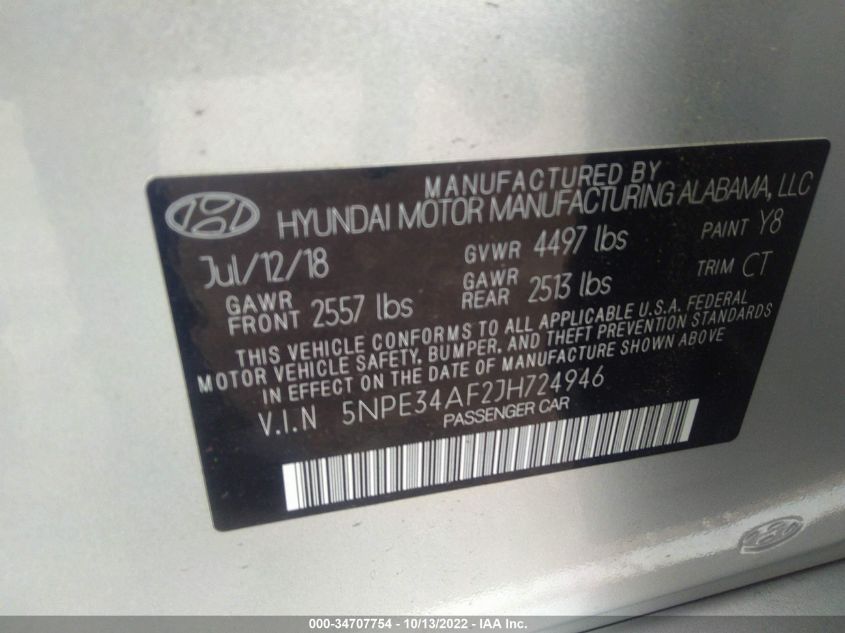 MANUFACTURED BY
HYUNDAI MOTOR MANUFACTURING ALABAMA, LLC
Jul/12/18 GVWR 4497 lbs PAINT Y8
GAWR FRONT 2557 lbs GAWR REAR 2513 lbs TRIM CT
THIS VEHICLE CONFORMS TO ALL APPLICABLE U.S.A. FEDERAL
MOTOR VEHICLE SAFETY, BUMPER, AND THEFT PREVENTION STANDARDS
IN EFFECT ON THE DATE OF MANUFACTURE SHOWN ABOVE
V.I.N 5NPE34AF2JH724946
PASSENGER CAR
000-34707754 - 10/13/2022 - IAA Inc.